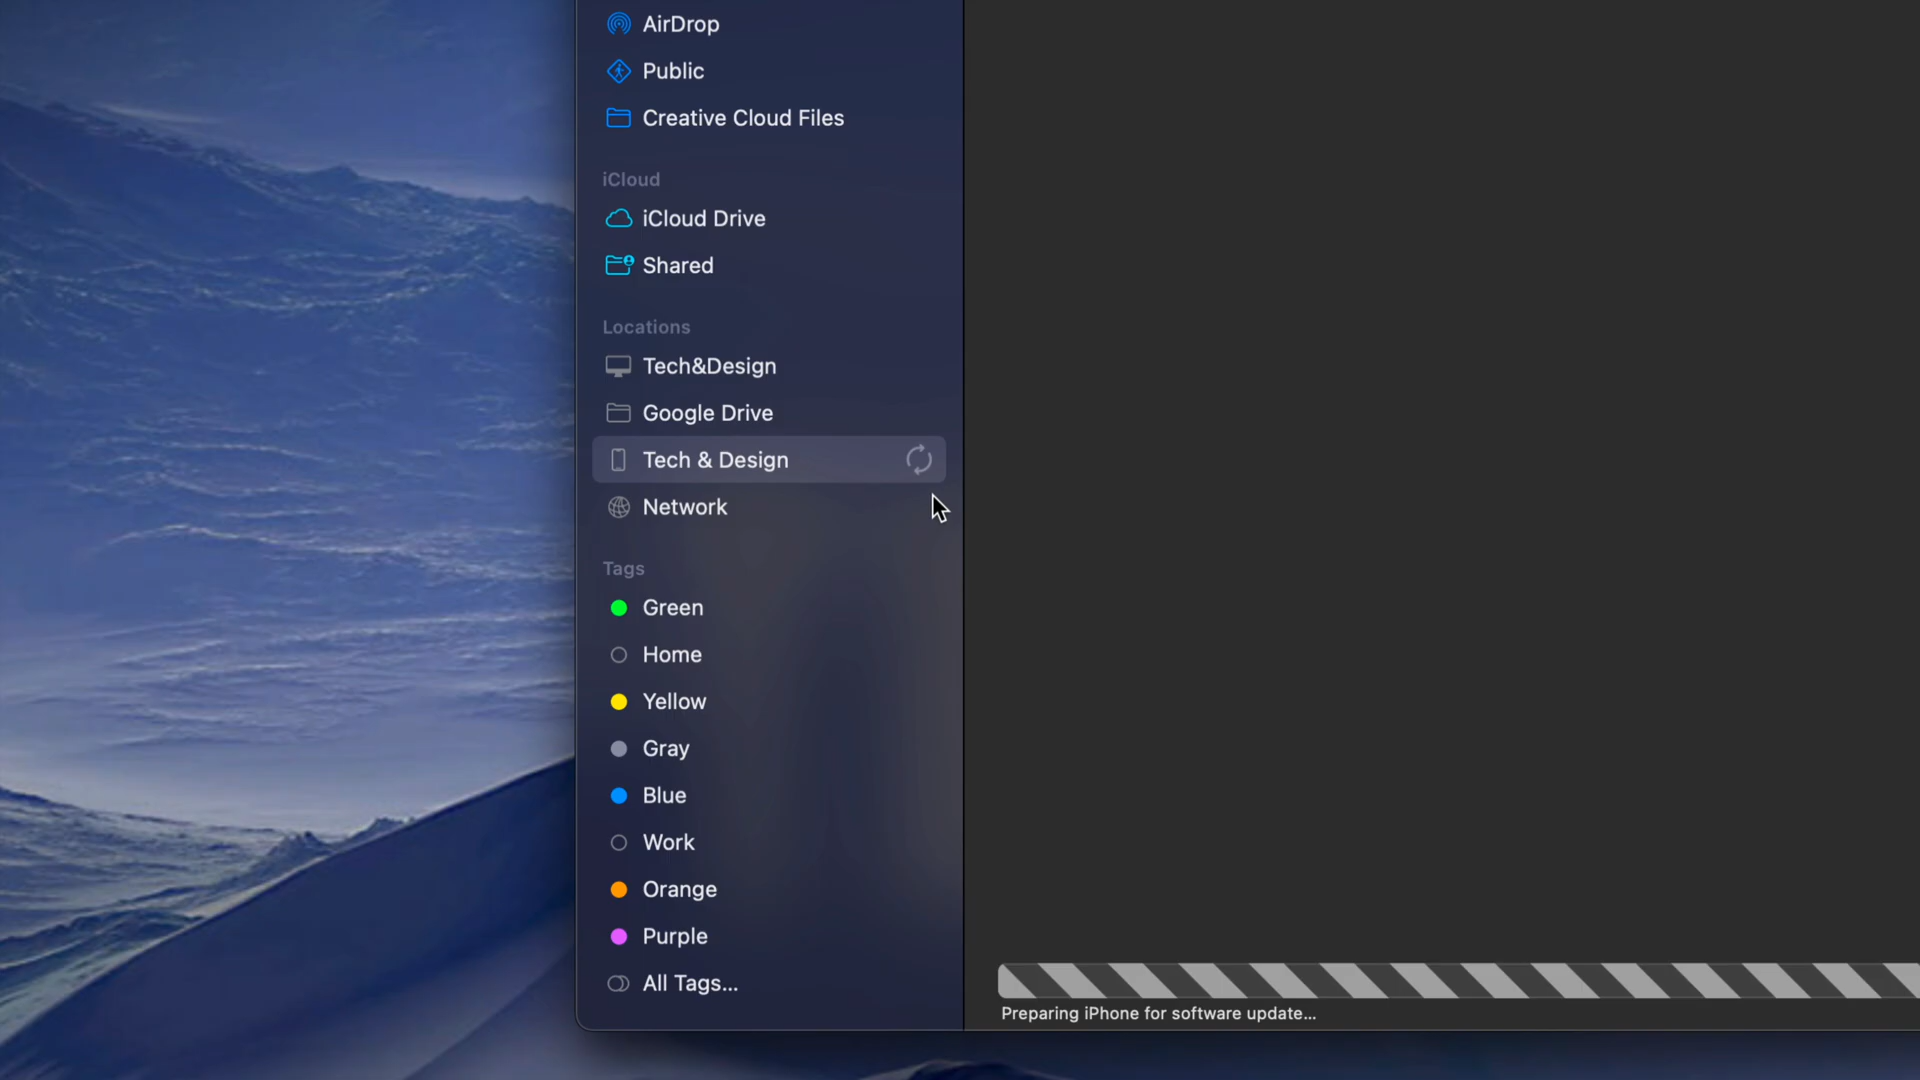 AirDrop
Public
Creative Cloud Files
iCloud
iCloud Drive
Shared
Locations
Tech&Design
Google Drive
Tech & Design
Network
Tags
Green
Home
Yellow
Gray
Blue
Work
Orange
Purple
All Tags...
Preparing iPhone for software update...